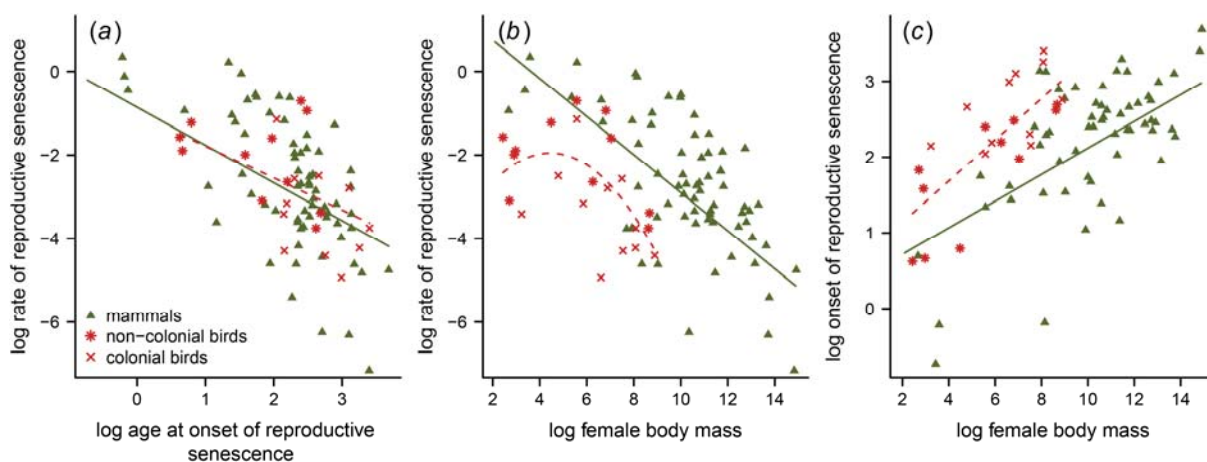 (a)
log rate of reproductive senescence
0
−2
−4
−6
mammals
non−colonial birds
colonial birds
0 1 2 3
log age at onset of reproductive
senescence
(b)
log rate of reproductive senescence
0
−2
−4
−6
2 4 6 8 10 12 14
log female body mass
(c)
log onset of reproductive senescence
3
2
1
0
2 4 6 8 10 12 14
log female body mass